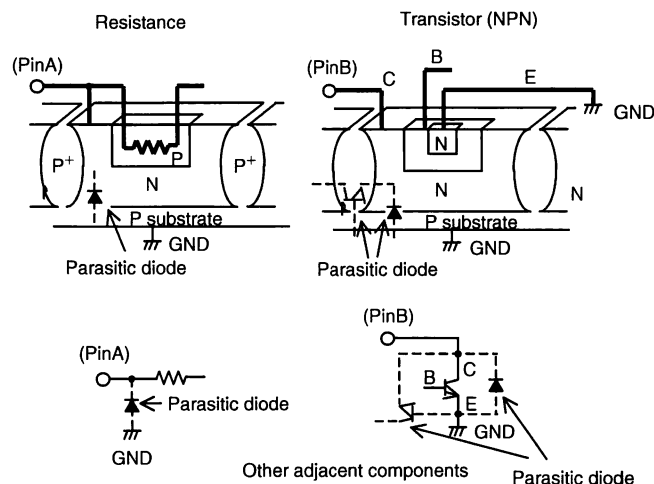 Resistance
(PinA)
P+
P+
P
N
P substrate
GND
Parasitic diode
Transistor (NPN)
(PinB)
C
B
E
GND
N
N
N
P substrate
GND
Parasitic diode
(PinA)
Parasitic diode
GND
(PinB)
C
B
E
GND
Other adjacent components
Parasitic diode